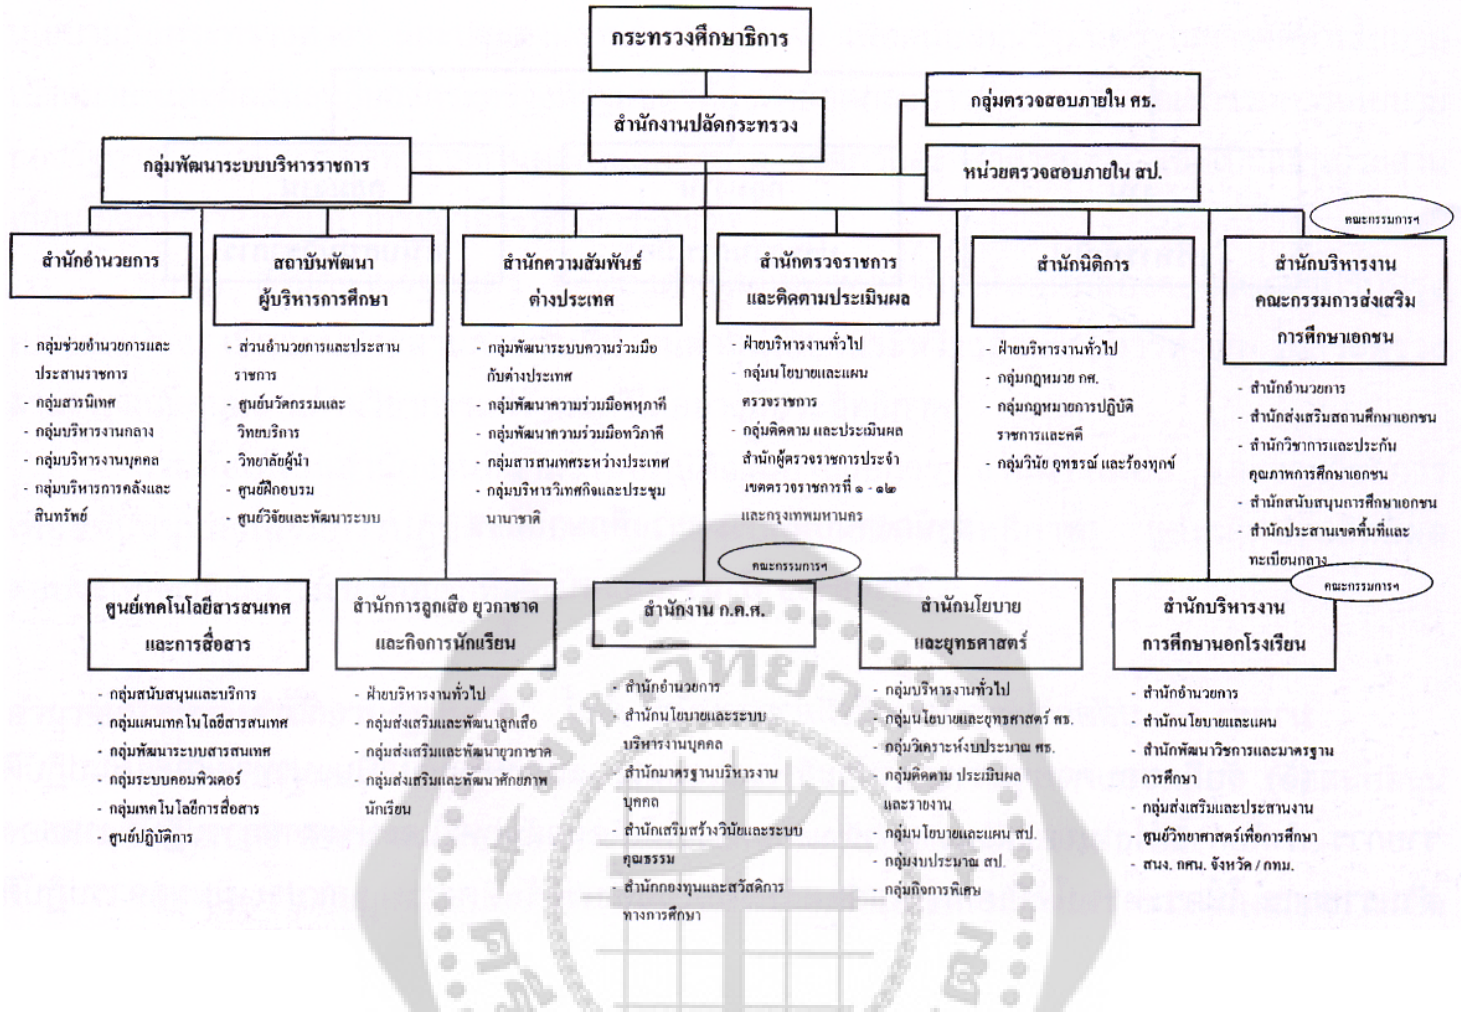 กระทรวงศึกษาธิการ
สำนักงานปลัดกระทรวง
กลุ่มตรวจสอบภายใน ศธ.
กลุ่มพัฒนาระบบบริหารราชการ
หน่วยตรวจสอบภายใน สป.
คณะกรรมการฯ
สำนักอำนวยการ
- กลุ่มช่วยอำนวยการและ
ประสานราชการ
- กลุ่มสารนิเทศ
- กลุ่มบริหารงานกลาง
- กลุ่มบริหารงานบุคคล
- กลุ่มบริหารการคลังและ
สินทรัพย์
สถาบันพัฒนา
ผู้บริหารการศึกษา
- ส่วนอำนวยการและประสาน
ราชการ
- ศูนย์นวัตกรรมและ
วิทยบริการ
- วิทยาลัยผู้นำ
- ศูนย์ฝึกอบรม
- ศูนย์วิจัยและพัฒนาระบบ
สำนักความสัมพันธ์
ต่างประเทศ
- กลุ่มพัฒนาระบบความร่วมมือ
กับต่างประเทศ
- กลุ่มพัฒนาความร่วมมือพหุภาคี
- กลุ่มพัฒนาความร่วมมือทวิภาคี
- กลุ่มสารสนเทศระหว่างประเทศ
- กลุ่มบริหารวิเทศกิจและประชุม
นานาชาติ
สำนักตรวจราชการ
และติดตามประเมินผล
- ฝ่ายบริหารงานทั่วไป
- กลุ่มนโยบายและแผน
ตรวจราชการ
- กลุ่มติดตาม และประเมินผล
สำนักผู้ตรวจราชการประจำ
เขตตรวจราชการที่ ๑ - ๑๒
และกรุงเทพมหานคร
สำนักนิติการ
- ฝ่ายบริหารงานทั่วไป
- กลุ่มกฎหมาย กศ.
- กลุ่มกฎหมายการปฏิบัติ
ราชการและคดี
- กลุ่มวินัย อุทธรณ์ และร้องทุกข์
สำนักบริหารงาน
คณะกรรมการส่งเสริม
การศึกษาเอกชน
- สำนักอำนวยการ
- สำนักส่งเสริมสถานศึกษาเอกชน
- สำนักวิชาการและประกัน
คุณภาพการศึกษาเอกชน
- สำนักสนับสนุนการศึกษาเอกชน
- สำนักประสานเขตพื้นที่และ
ทะเบียนกลาง
ศูนย์เทคโนโลยีสารสนเทศ
และการสื่อสาร
- กลุ่มสนับสนุนและบริการ
- กลุ่มแผนเทคโนโลยีสารสนเทศ
- กลุ่มพัฒนาระบบสารสนเทศ
- กลุ่มระบบคอมพิวเตอร์
- กลุ่มเทคโนโลยีการสื่อสาร
- ศูนย์ปฏิบัติการ
สำนักการลูกเสือ ยุวกาชาด
และกิจการนักเรียน
- ฝ่ายบริหารงานทั่วไป
- กลุ่มส่งเสริมและพัฒนาลูกเสือ
- กลุ่มส่งเสริมและพัฒนายุวกาชาด
- กลุ่มส่งเสริมและพัฒนาศักยภาพ
นักเรียน
คณะกรรมการฯ
สำนักงาน ก.ค.ศ.
- สำนักอำนวยการ
- สำนักนโยบายและระบบ
บริหารงานบุคคล
- สำนักมาตรฐานบริหารงาน
บุคคล
- สำนักเสริมสร้างวินัยและระบบ
คุณธรรม
- สำนักกองทุนและสวัสดิการ
ทางการศึกษา
สำนักนโยบาย
และยุทธศาสตร์
- กลุ่มบริหารงานทั่วไป
- กลุ่มนโยบายและยุทธศาสตร์ ศธ.
- กลุ่มวิเคราะห์งบประมาณ ศธ.
- กลุ่มติดตาม ประเมินผล
และรายงาน
- กลุ่มนโยบายและแผน สป.
- กลุ่มงบประมาณ สป.
- กลุ่มกิจการพิเศษ
คณะกรรมการฯ
สำนักบริหารงาน
การศึกษานอกโรงเรียน
- สำนักอำนวยการ
- สำนักนโยบายและแผน
- สำนักพัฒนาวิชการและมาตรฐาน
การศึกษา
- กลุ่มส่งเสริมและประสานงาน
- ศูนย์วิทยาศาสตร์เพื่อการศึกษา
- สนง. กศน. จังหวัด / กทม.